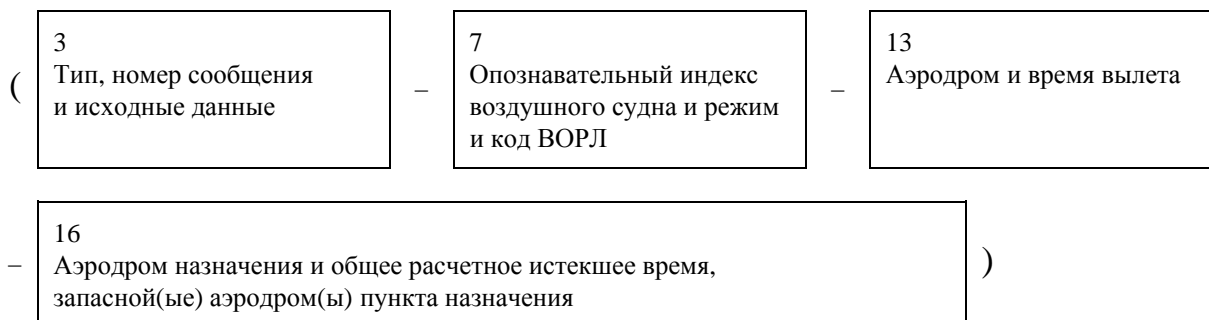 3 7 13
( Тип, номер сообщения – Опознавательный индекс – Аэродром и время вылета
и исходные данные воздушного судна и режим
и код ВОРЛ
16
– Аэродром назначения и общее расчетное истекшее время, )
запасной(ые) аэродром(ы) пункта назначения